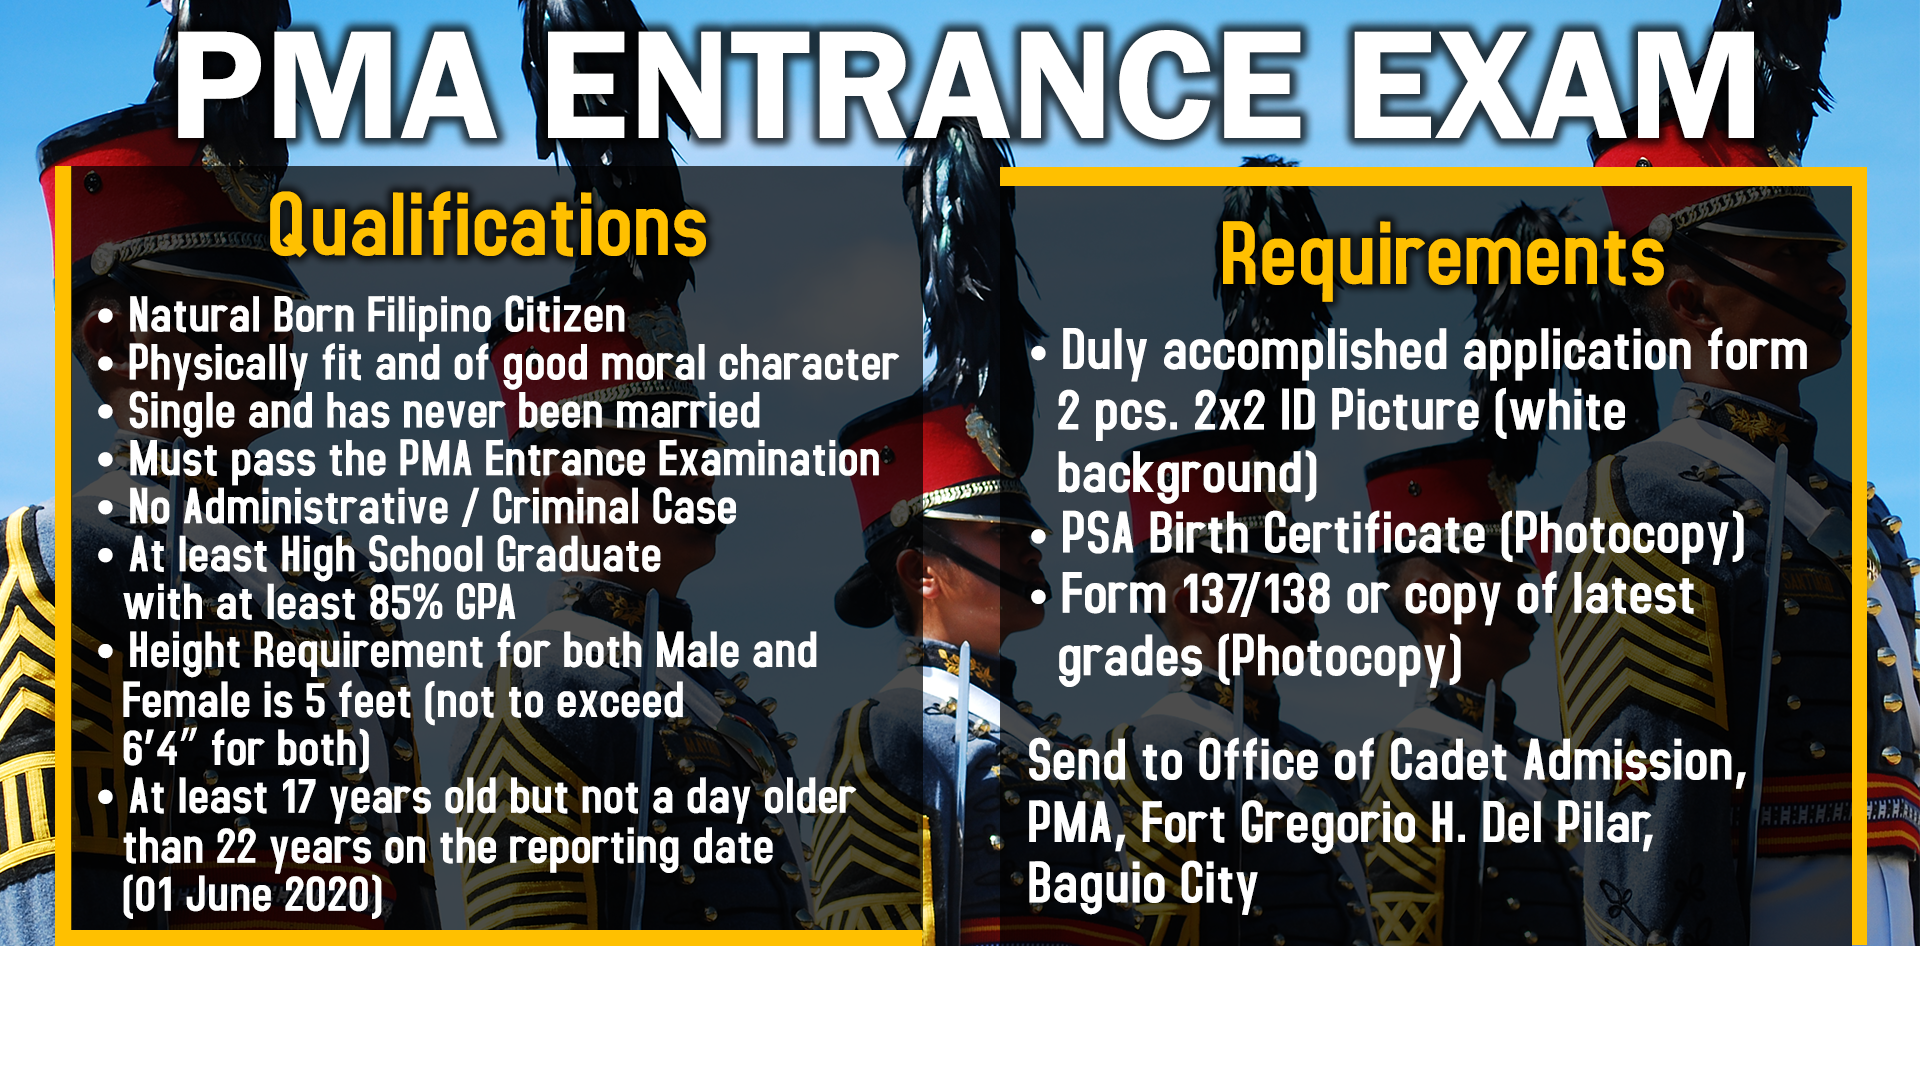 PMA ENTRANCE EXAM
Qualifications
• Natural Born Filipino Citizen
• Physically fit and of good moral character
• Single and has never been married
• Must pass the PMA Entrance Examination
• No Administrative / Criminal Case
• At least High School Graduate
with at least 85% GPA
• Height Requirement for both Male and
Female is 5 feet (not to exceed
6'4" for both)
• At least 17 years old but not a day older
than 22 years on the reporting date
(01 June 2020)
Requirements
• Duly accomplished application form
2 pcs. 2x2 ID Picture (white
background)
• PSA Birth Certificate (Photocopy)
• Form 137/138 or copy of latest
grades (Photocopy)
Send to Office of Cadet Admission,
PMA, Fort Gregorio H. Del Pilar,
Baguio City